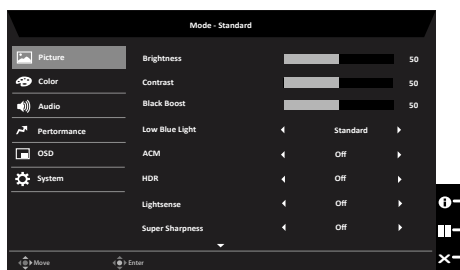 Mode - Standard
Picture
Brightness 50
Color
Contrast 50
Audio
Black Boost 50
Pertormance
Low Blue Light Standard
OSD
ACM Off
System
HDR Off
Lightsense Off
Super Sharpness Off
Move Enter